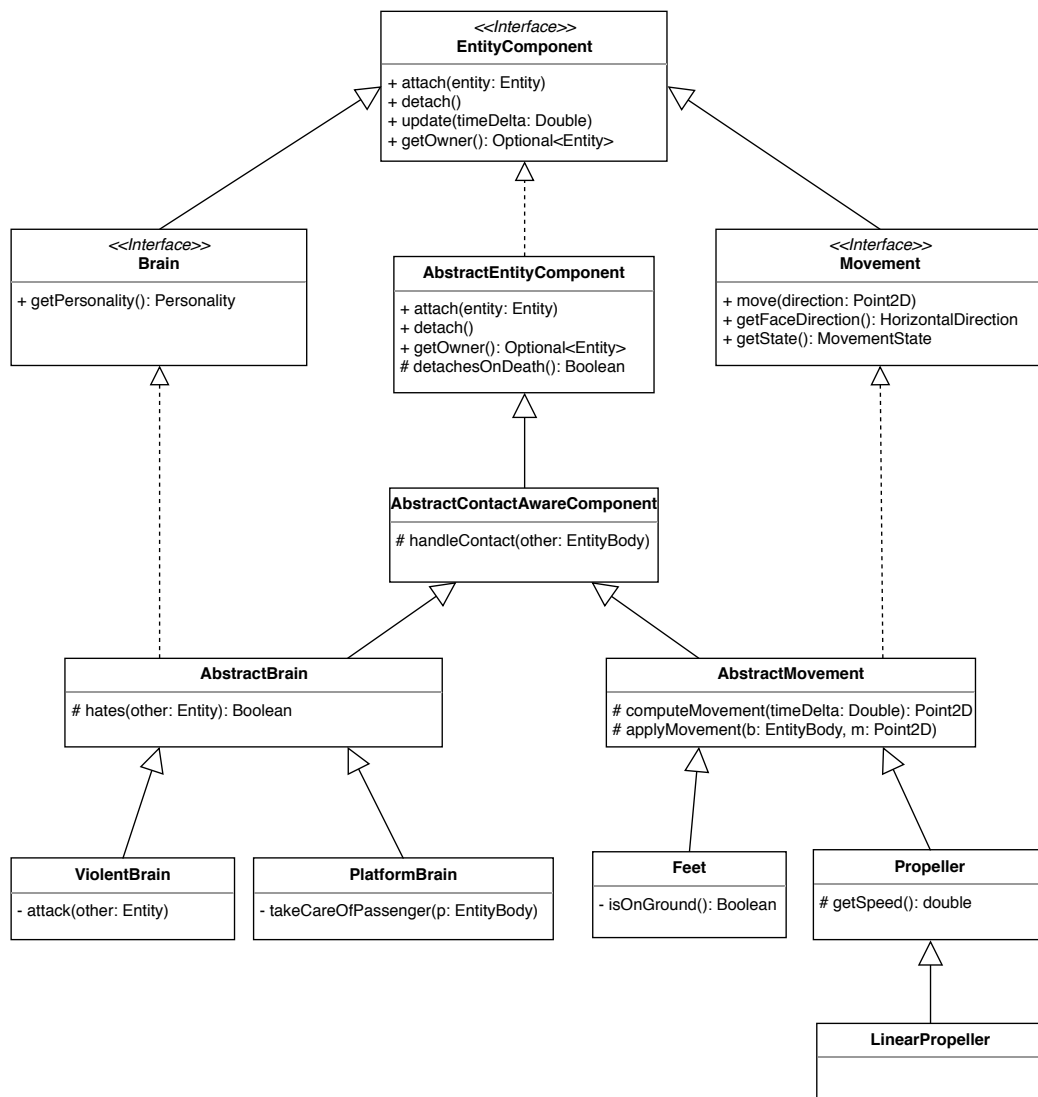 <<Interface>>
EntityComponent
+ attach(entity: Entity)
+ detach()
+ update(timeDelta: Double)
+ getOwner(): Optional<Entity>
<<Interface>>
Brain
+ getPersonality(): Personality
AbstractEntityComponent
+ attach(entity: Entity)
+ detach()
+ getOwner(): Optional<Entity>
# detachesOnDeath(): Boolean
<<Interface>>
Movement
+ move(direction: Point2D)
+ getFaceDirection(): HorizontalDirection
+ getState(): MovementState
AbstractContactAwareComponent
# handleContact(other: EntityBody)
AbstractBrain
# hates(other: Entity): Boolean
AbstractMovement
# computeMovement(timeDelta: Double): Point2D
# applyMovement(b: EntityBody, m: Point2D)
ViolentBrain
- attack(other: Entity)
PlatformBrain
- takeCareOfPassenger(p: EntityBody)
Feet
- isOnGround(): Boolean
Propeller
# getSpeed(): double
LinearPropeller